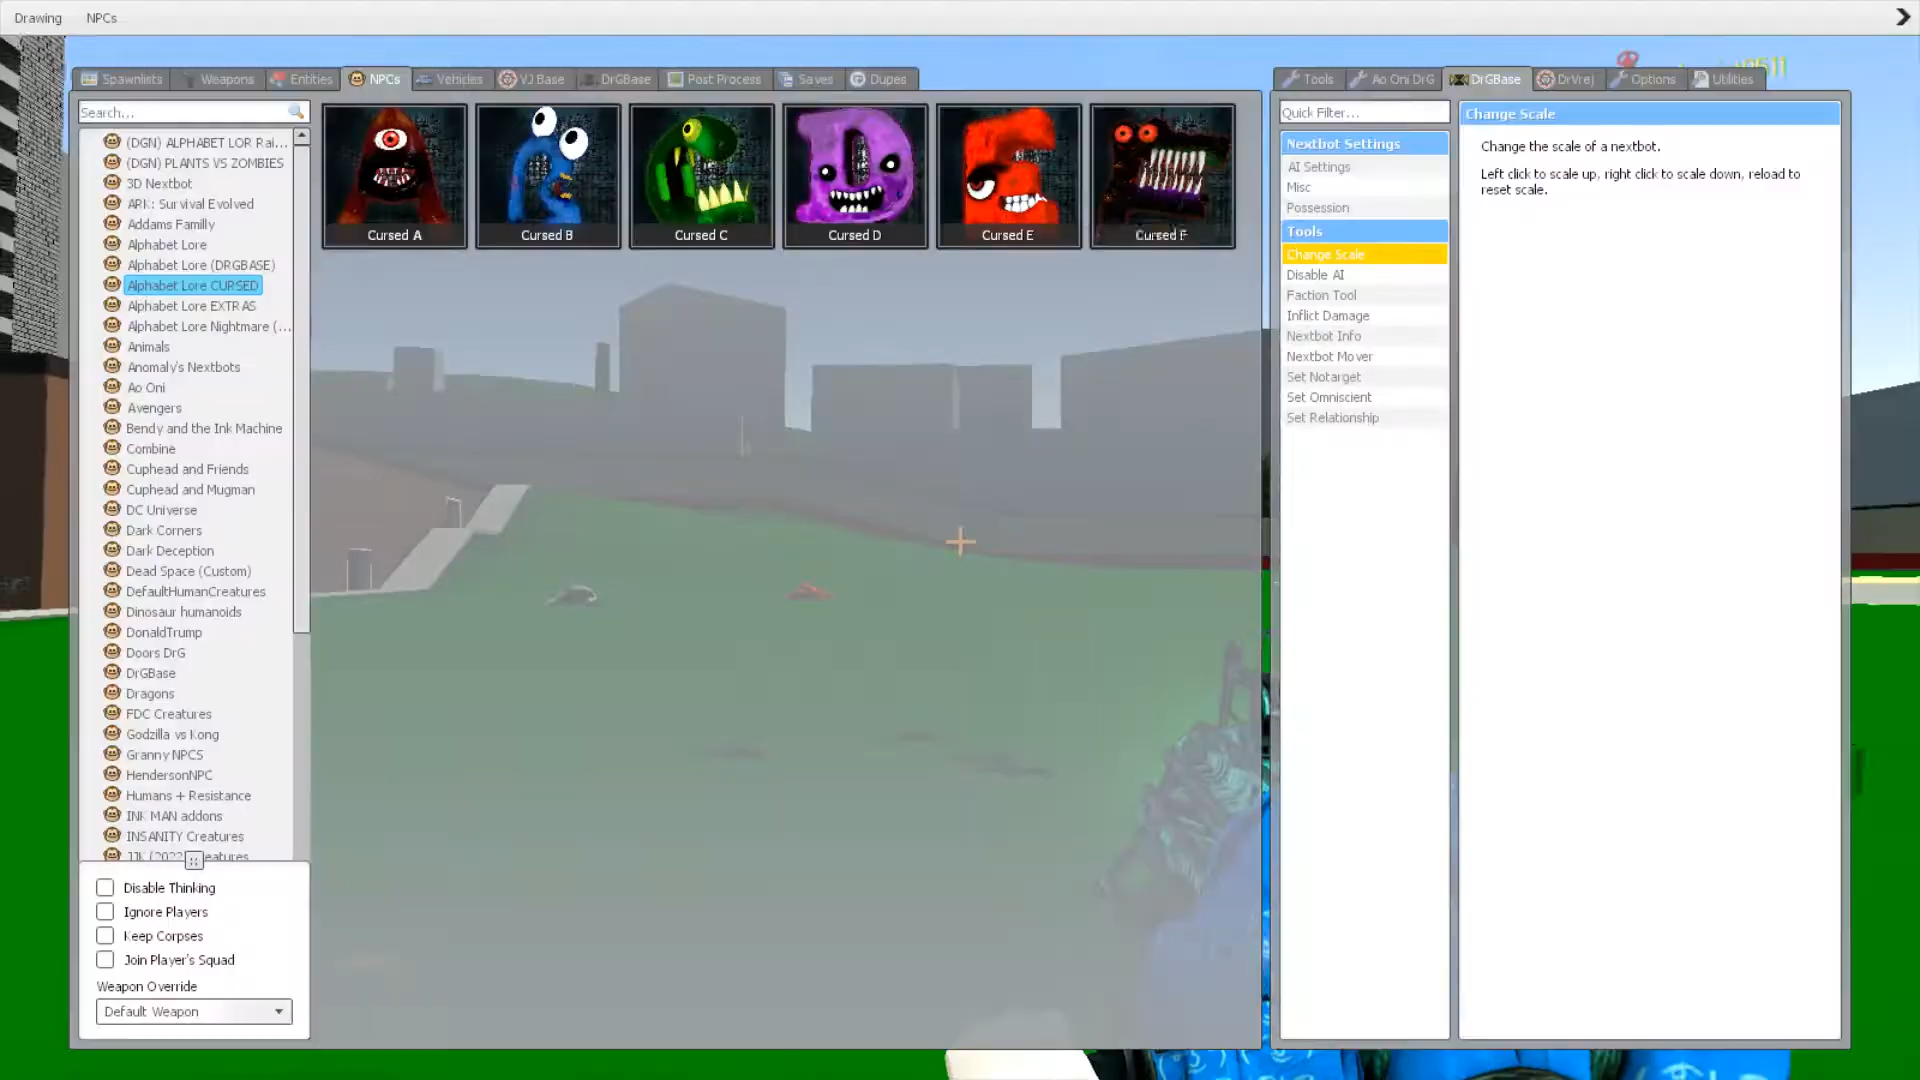 Drawing NPCs
Spawnlists Weapons Entities NPCs Vehicles VJ Base DrGBase Post Process Saves Dupes
Tools Ao Oni DrG DrGBase DrVrej Options Utilities
Search...
(DGN) ALPHABET LOR Rai...
(DGN) PLANTS VS ZOMBIES
3D Nextbot
ARK: Survival Evolved
Addams Familly
Alphabet Lore
Alphabet Lore (DRGBASE)
Alphabet Lore CURSED
Alphabet Lore EXTRAS
Alphabet Lore Nightmare (...
Animals
Anomaly's Nextbots
Ao Oni
Avengers
Bendy and the Ink Machine
Combine
Cuphead and Friends
Cuphead and Mugman
DC Universe
Dark Corners
Dark Deception
Dead Space (Custom)
DefaultHumanCreatures
Dinosaur humanoids
DonaldTrump
Doors DrG
DrGBase
Dragons
FDC Creatures
Godzilla vs Kong
Granny NPCS
HendersonNPC
Humans + Resistance
INK MAN addons
INSANITY Creatures
Disable Thinking
Ignore Players
Keep Corpses
Join Player's Squad
Weapon Override
Default Weapon
Cursed A Cursed B Cursed C Cursed D Cursed E Cursed F
Quick Filter...
Nextbot Settings
AI Settings
Misc
Possession
Tools
Change Scale
Disable AI
Faction Tool
Inflict Damage
Nextbot Info
Nextbot Mover
Set Notarget
Set Omniscient
Set Relationship
Change Scale
Change the scale of a nextbot.
Left click to scale up, right click to scale down, reload to
reset scale.